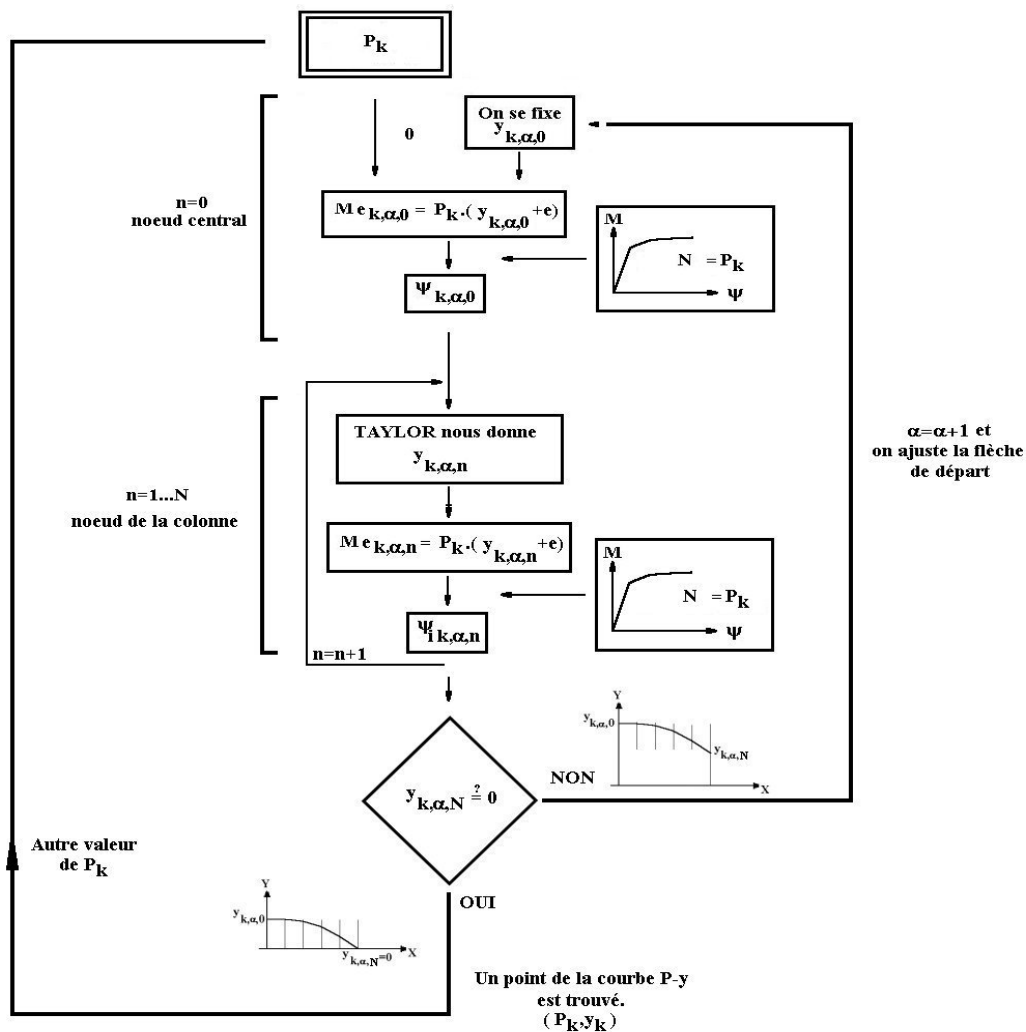 P_k
On se fixe
y_k,α,0
0
n=0
noeud central
Me_k,α,0 = P_k.( y_k,α,0 +e)
M
N = P_k
Ψ
Ψ_k,α,0
TAYLOR nous donne
y_k,α,n
α=α+1 et
on ajuste la flèche
de départ
n=1...N
noeud de la colonne
Me_k,α,n = P_k.( y_k,α,n +e)
M
N = P_k
Ψ
Ψ_i k,α,n
n=n+1
Y
y_k,α,0
y_k,α,N
X
NON
y_k,α,N ≟ 0
Autre valeur
de P_k
OUI
Y
y_k,α,0
X
y_k,α,N=0
Un point de la courbe P-y
est trouvé.
( P_k,y_k )